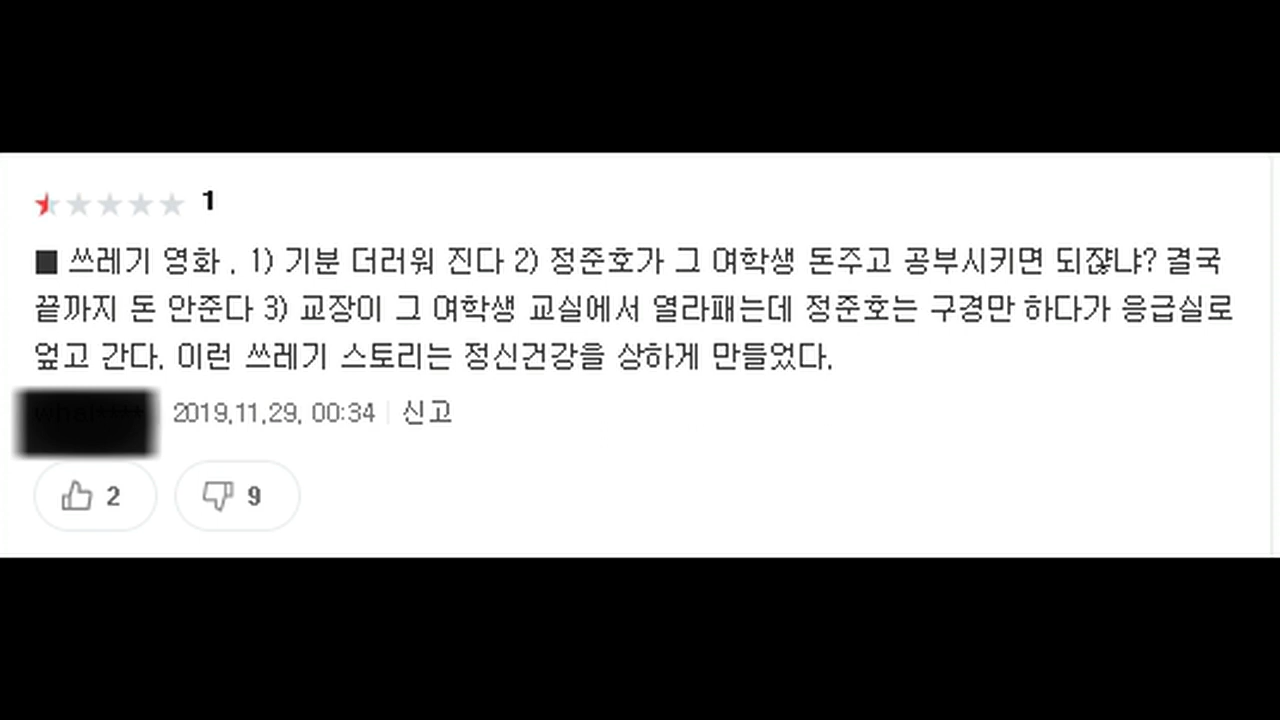 1
■ 쓰레기 영화 . 1) 기분 더러워 진다 2) 정준호가 그 여학생 돈주고 공부시키면 되쟎냐? 결국
끝까지 돈 안준다 3) 교장이 그 여학생 교실에서 열라패는데 정준호는 구경만 하다가 응급실로
엎고 간다. 이런 쓰레기 스토리는 정신건강을 상하게 만들었다.
2019.11.29. 00:34 신고
2 9